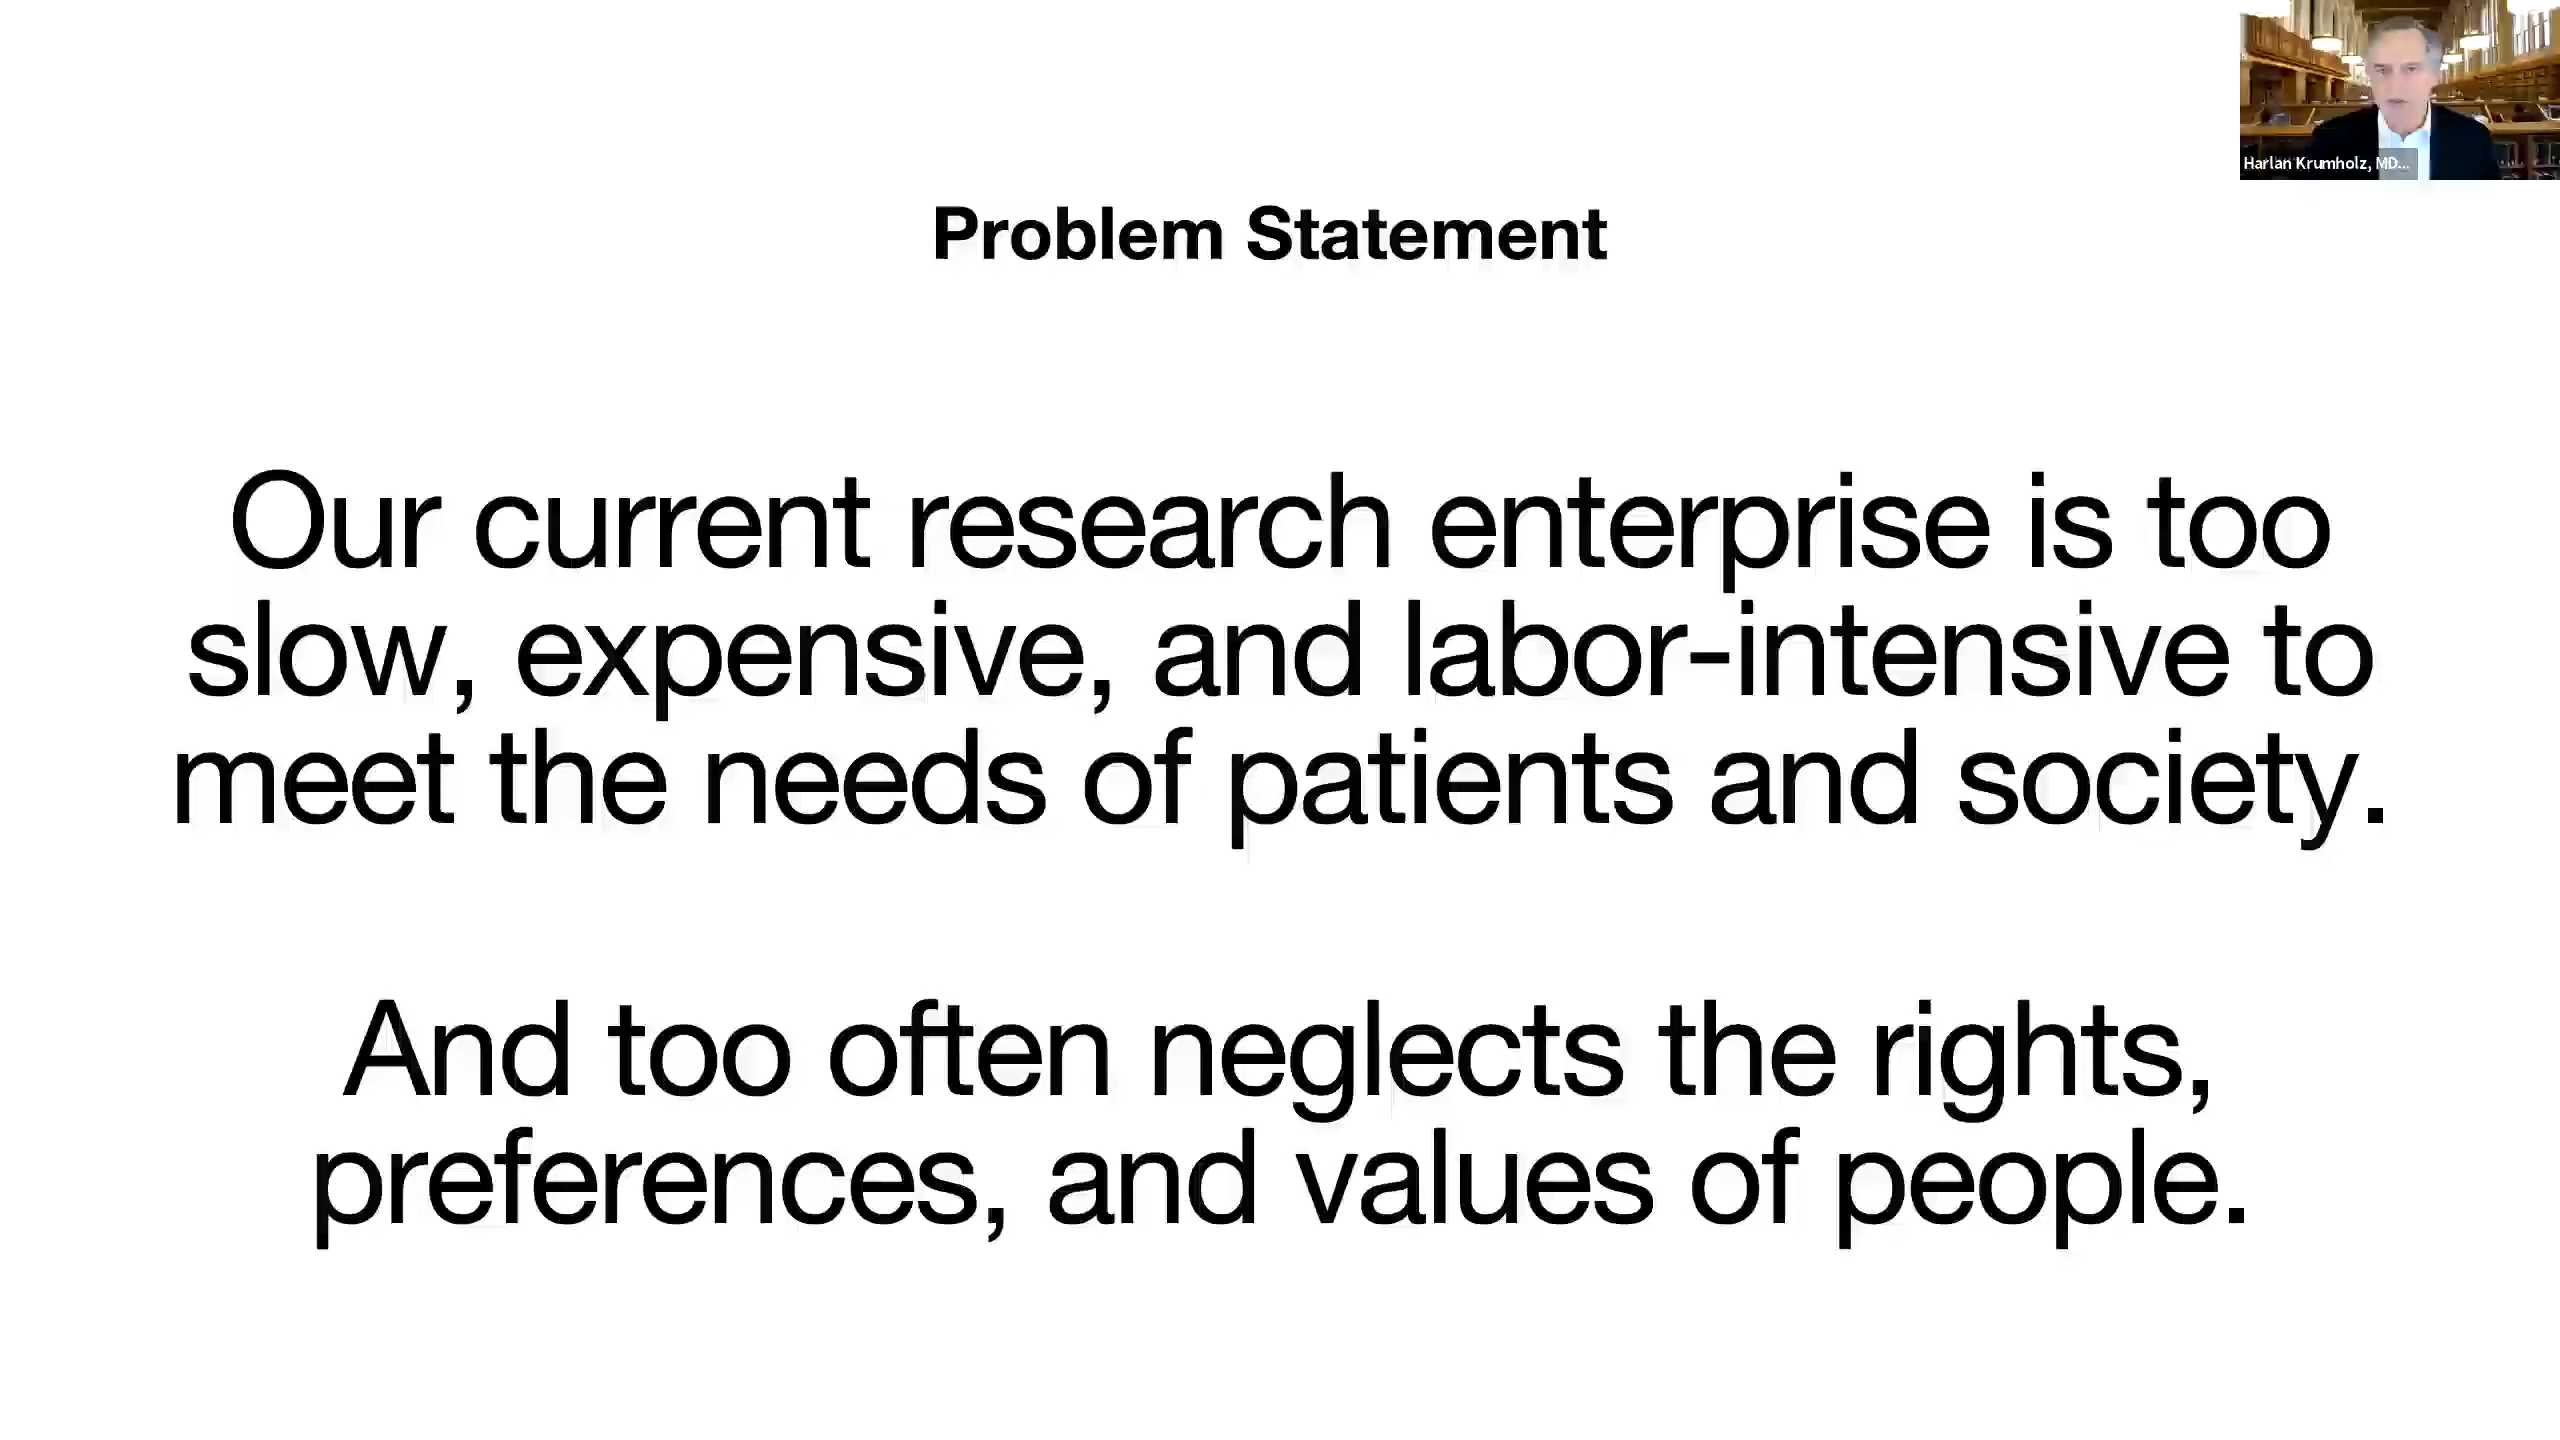 Harlan Krumholz, MD...
Problem Statement
Our current research enterprise is too
slow, expensive, and labor-intensive to
meet the needs of patients and society.
And too often neglects the rights,
preferences, and values of people.